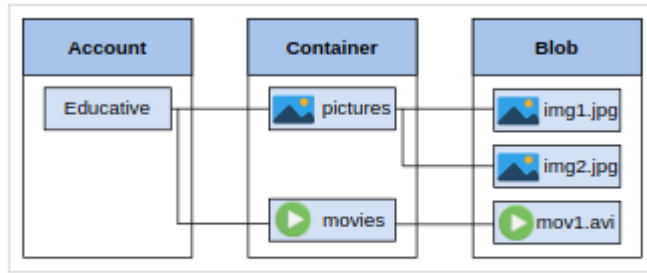 Account
Container
Blob
Educative
pictures
img1.jpg
img2.jpg
movies
mov1.avi